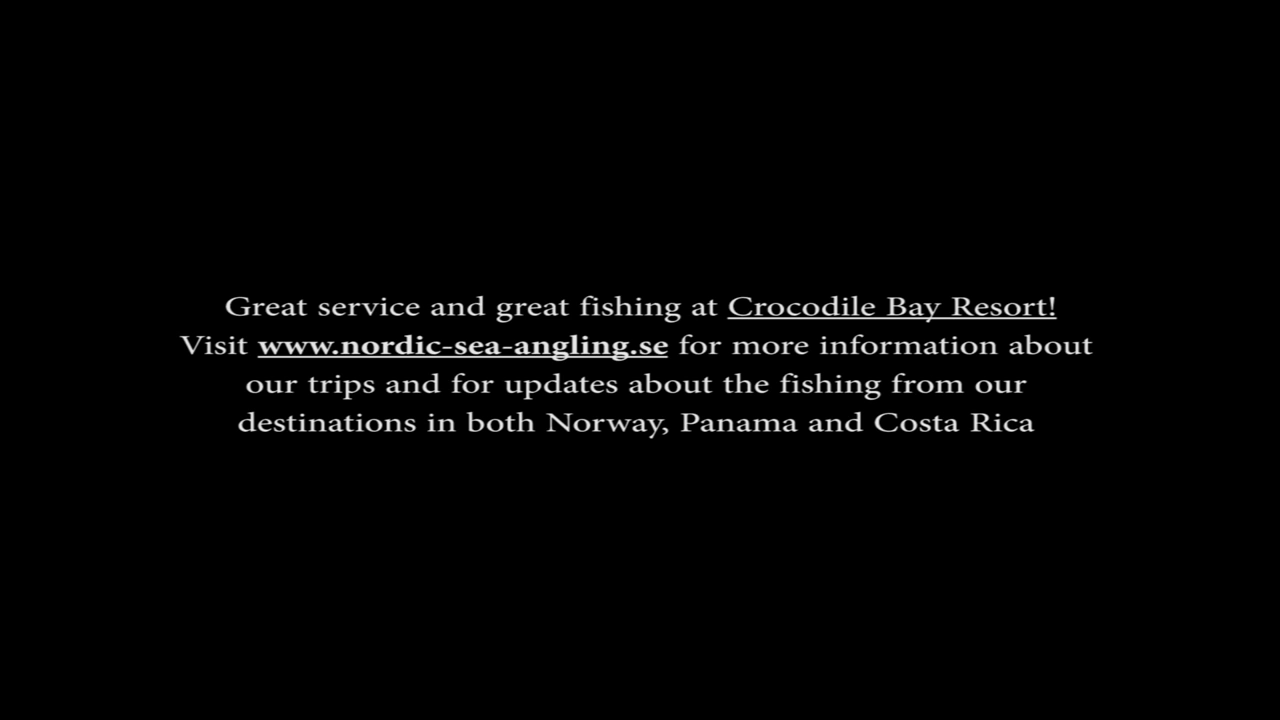 Great service and great fishing at Crocodile Bay Resort!
Visit www.nordic-sea-angling.se for more information about
our trips and for updates about the fishing from our
destinations in both Norway, Panama and Costa Rica